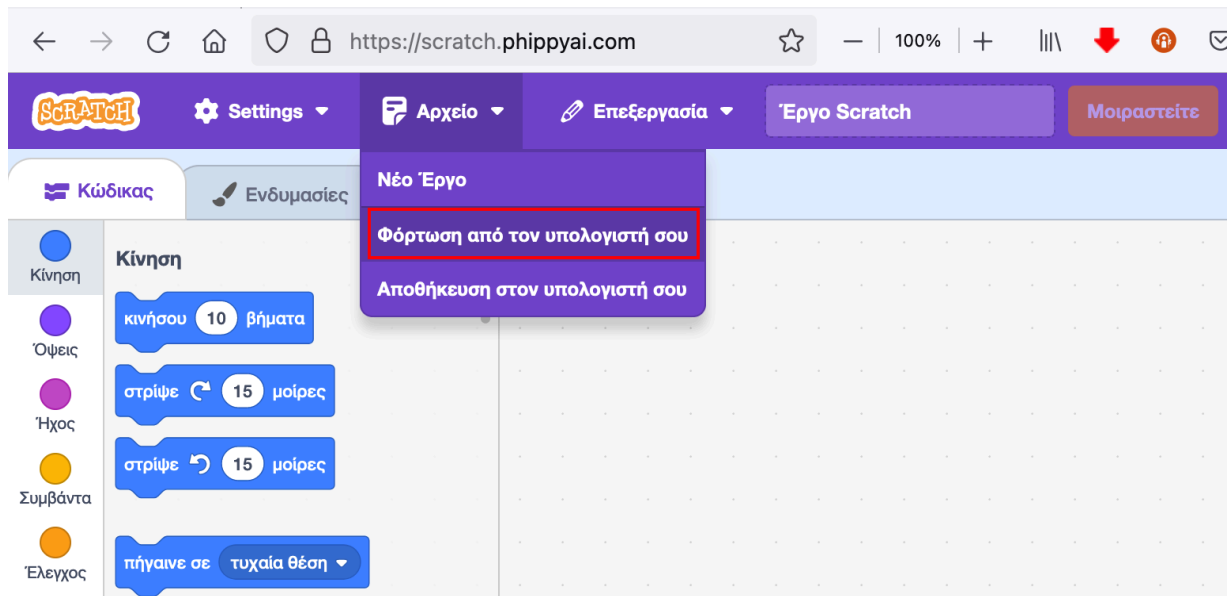 https://scratch.phippyai.com 100%
SCRATCH Settings Αρχείο Επεξεργασία Έργο Scratch Μοιραστείτε
Κώδικας Ενδυμασίες
Νέο Έργο
Φόρτωση από τον υπολογιστή σου
Αποθήκευση στον υπολογιστή σου
Κίνηση
Όψεις
Ήχος
Συμβάντα
Έλεγχος
Κίνηση
κινήσου 10 βήματα
στρίψε 15 μοίρες
στρίψε 15 μοίρες
πήγαινε σε τυχαία θέση